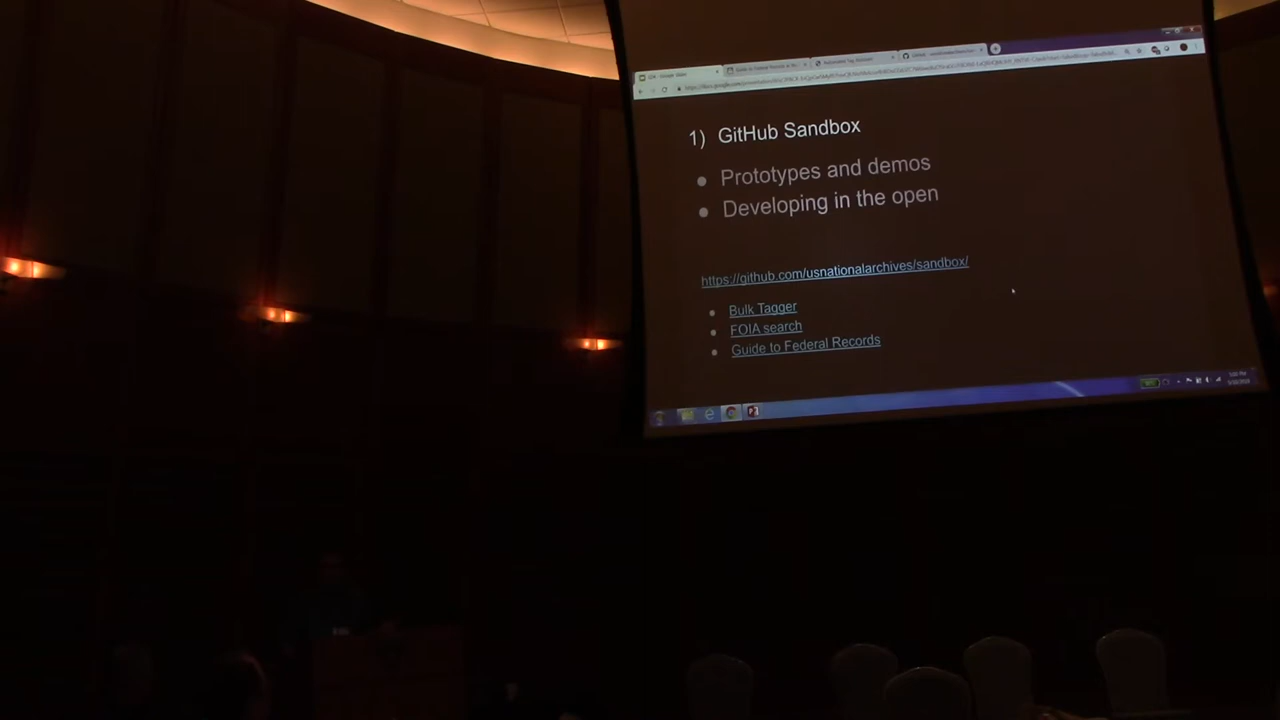 1) GitHub Sandbox
● Prototypes and demos
● Developing in the open
https://github.com/usnationalarchives/sandbox/
● Bulk Tagger
● FOIA search
● Guide to Federal Records